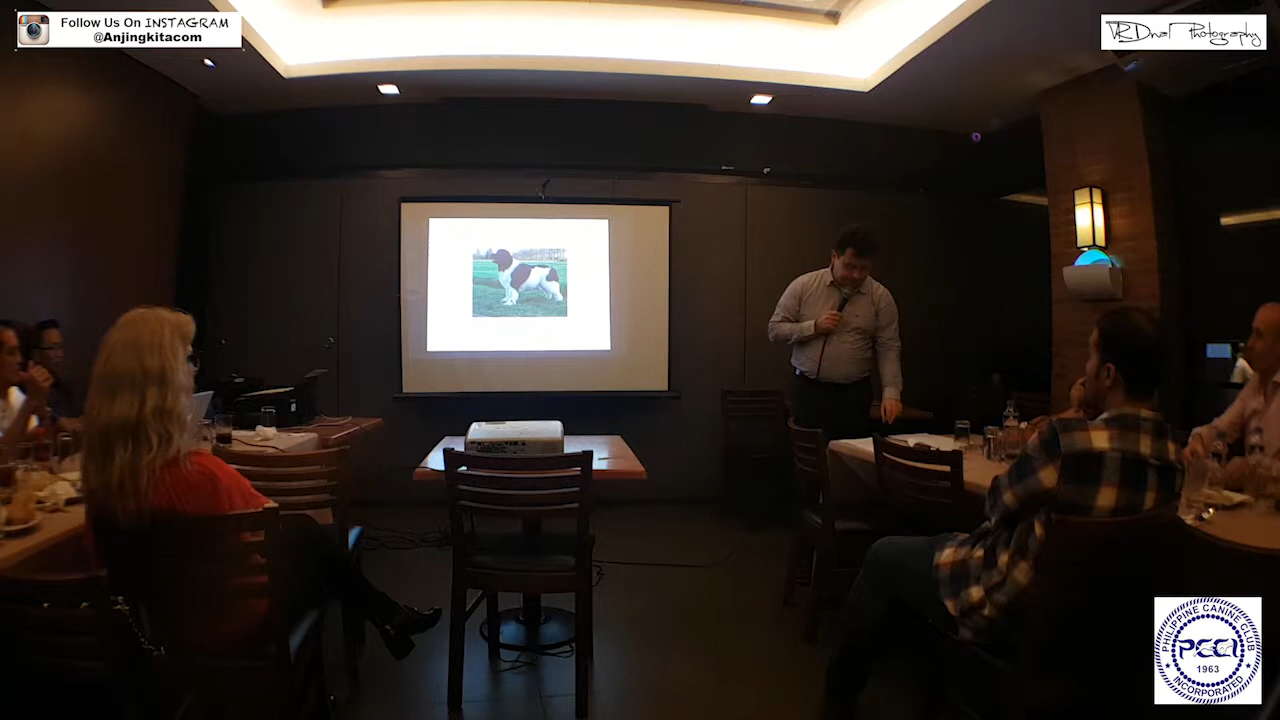 Follow Us On INSTAGRAM
@Anjingkitacom
VRDnal Photography
PHILIPPINE CANINE CLUB
PCCI
1963
INCORPORATED